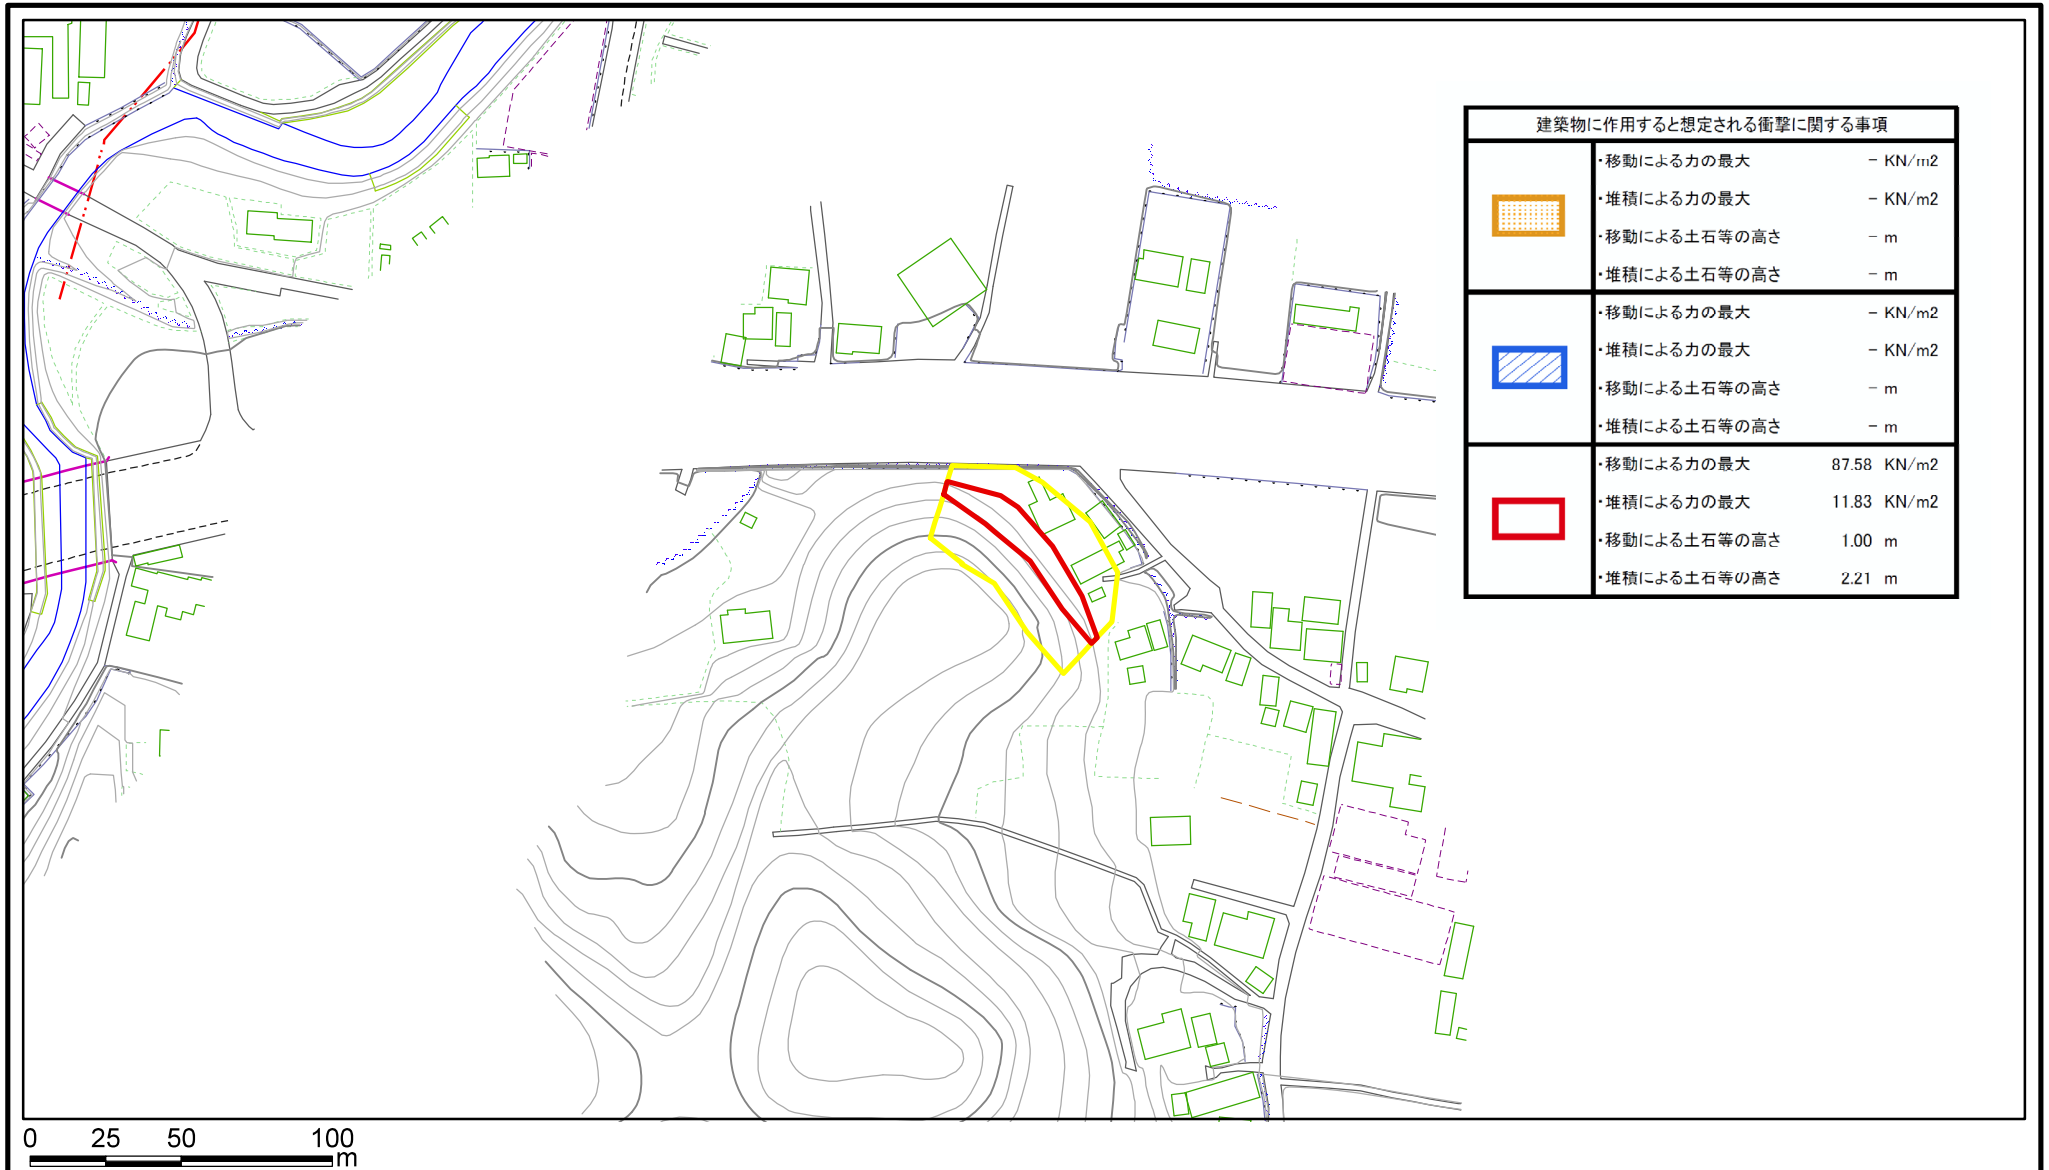 建築物に作用すると想定される衝撃に関する事項
・移動による力の最大 － KN/m2
・堆積による力の最大 － KN/m2
・移動による土石等の高さ － m
・堆積による土石等の高さ － m
・移動による力の最大 － KN/m2
・堆積による力の最大 － KN/m2
・移動による土石等の高さ － m
・堆積による土石等の高さ － m
・移動による力の最大 87.58 KN/m2
・堆積による力の最大 11.83 KN/m2
・移動による土石等の高さ 1.00 m
・堆積による土石等の高さ 2.21 m
0 25 50 100
m